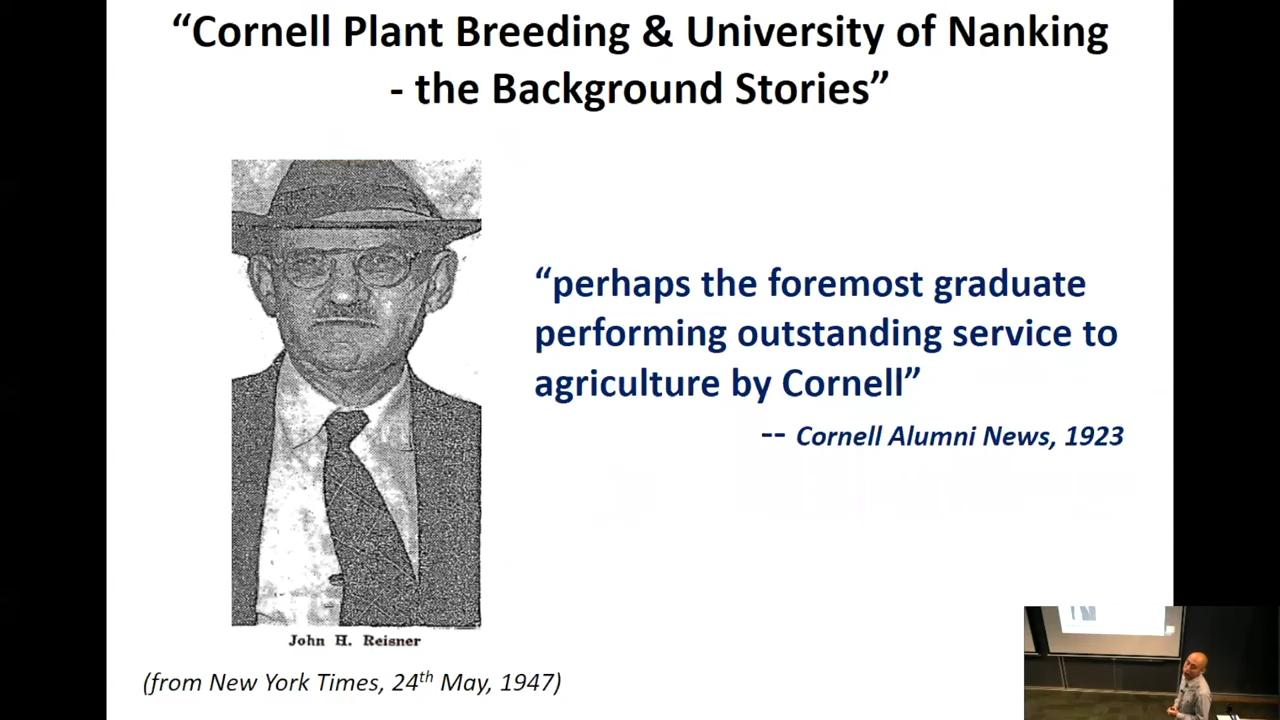 “Cornell Plant Breeding & University of Nanking
- the Background Stories”
“perhaps the foremost graduate
performing outstanding service to
agriculture by Cornell”
-- Cornell Alumni News, 1923
John H. Reisner
(from New York Times, 24th May, 1947)